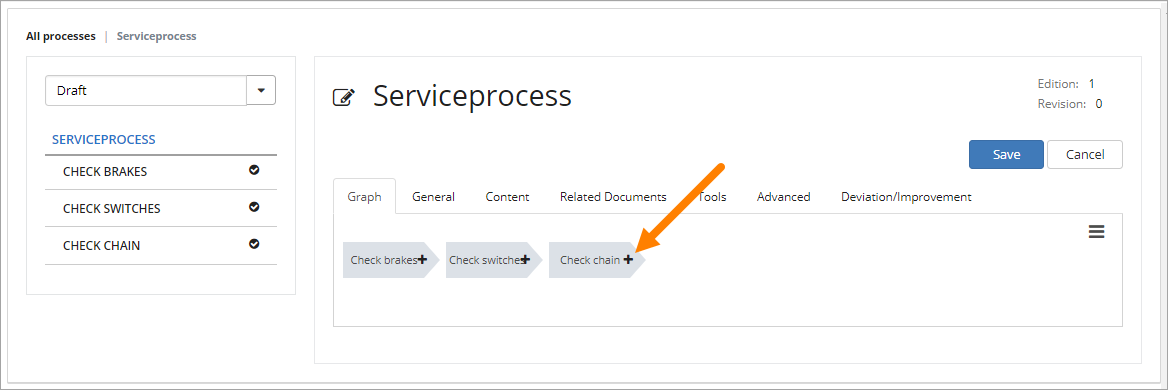 All processes | Serviceprocess
Draft
SERVICEPROCESS
CHECK BRAKES
CHECK SWITCHES
CHECK CHAIN
Serviceprocess
Edition: 1
Revision: 0
Save Cancel
Graph General Content Related Documents Tools Advanced Deviation/Improvement
Check brakes Check switches Check chain